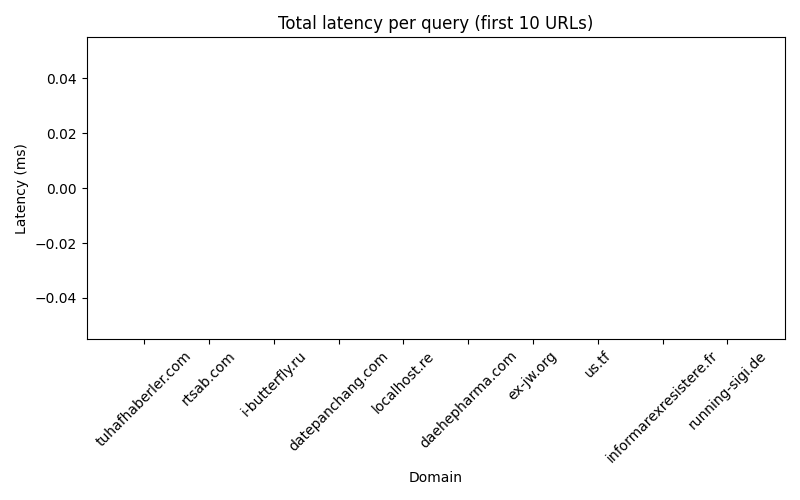 Total latency per query (first 10 URLs)
Latency (ms)
0.04
0.02
0.00
−0.02
−0.04
tuhafhaberler.com
rtsab.com
i-butterfly.ru
datepanchang.com
localhost.re
daehepharma.com
ex-jw.org
us.tf
informarexresistere.fr
running-sigi.de
Domain